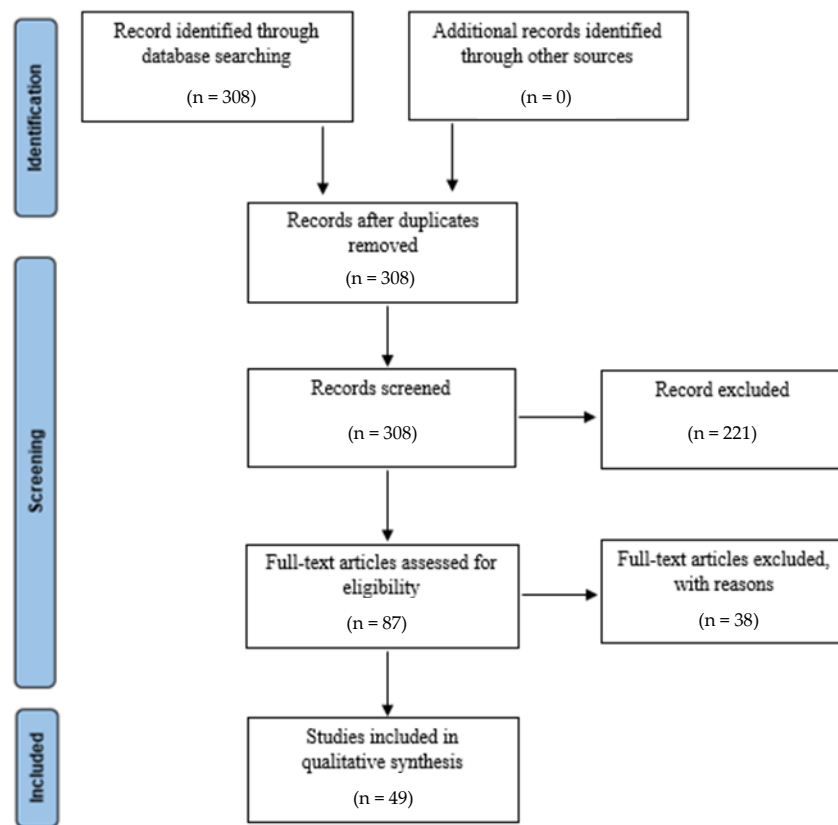 Identification
Record identified through
database searching
(n = 308)
Additional records identified
through other sources
(n = 0)
Records after duplicates
removed
(n = 308)
Screening
Records screened
(n = 308)
Record excluded
(n = 221)
Full-text articles assessed for
eligibility
(n = 87)
Full-text articles excluded,
with reasons
(n = 38)
Included
Studies included in
qualitative synthesis
(n = 49)